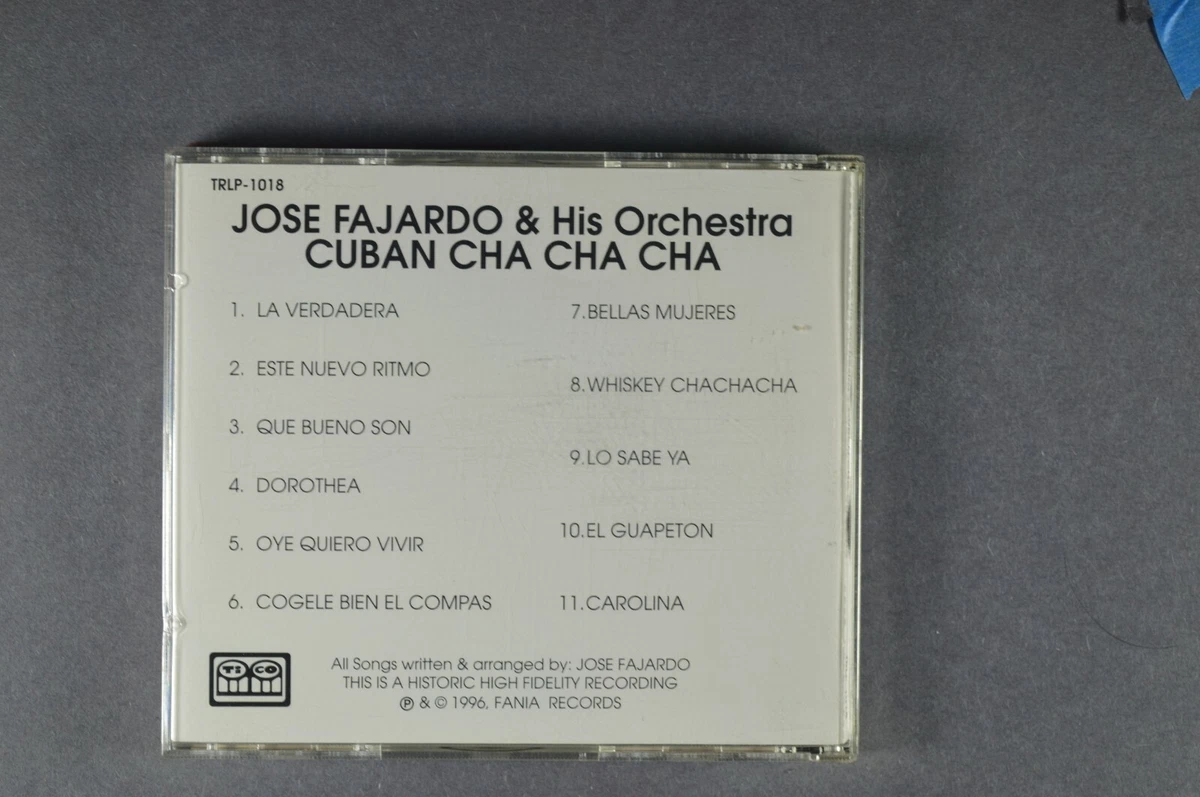 TRLP-1018
JOSE FAJARDO & His Orchestra
CUBAN CHA CHA CHA
1. LA VERDADERA
2. ESTE NUEVO RITMO
3. QUE BUENO SON
4. DOROTHEA
5. OYE QUIERO VIVIR
6. COGELE BIEN EL COMPAS
7.BELLAS MUJERES
8.WHISKEY CHACHACHA
9.LO SABE YA
10.EL GUAPETON
11.CAROLINA
TICO
All Songs written & arranged by: JOSE FAJARDO
THIS IS A HISTORIC HIGH FIDELITY RECORDING
℗ & © 1996, FANIA RECORDS